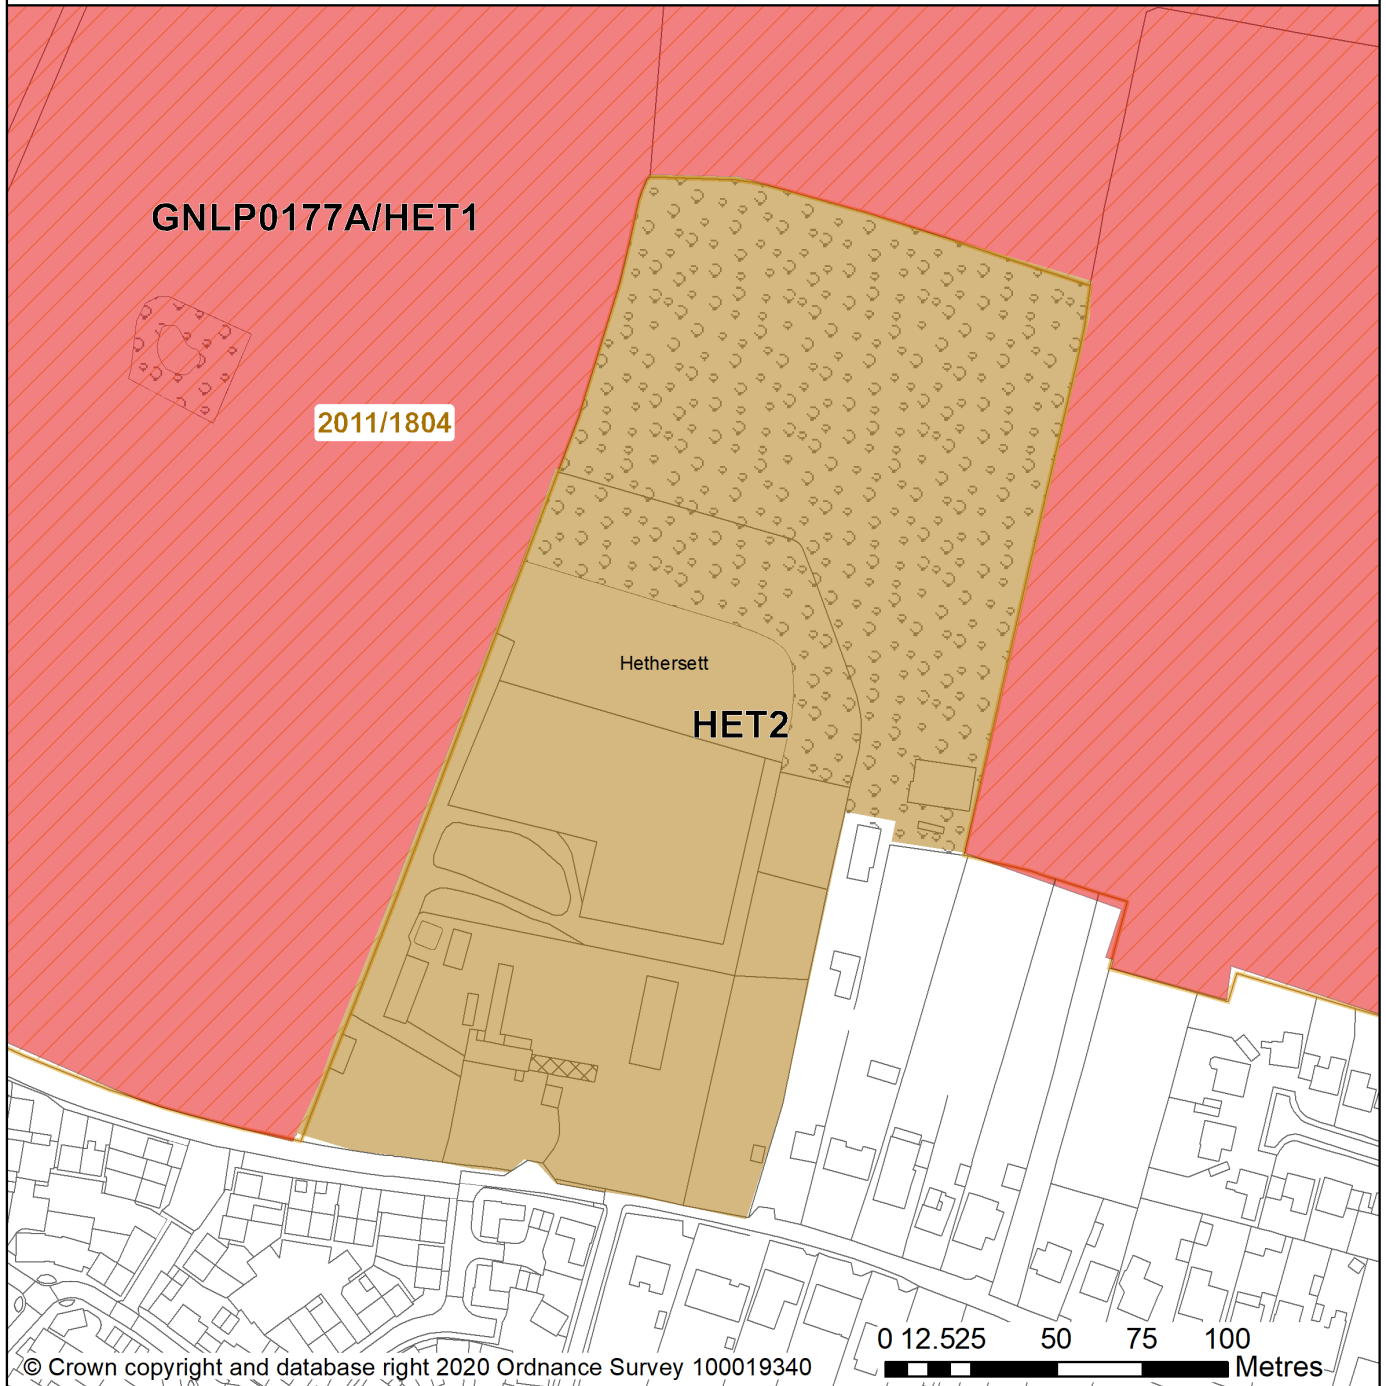 GNLP0177A/HET1
2011/1804
Hethersett
HET2
0 12.525 50 75 100
Metres
© Crown copyright and database right 2020 Ordnance Survey 100019340